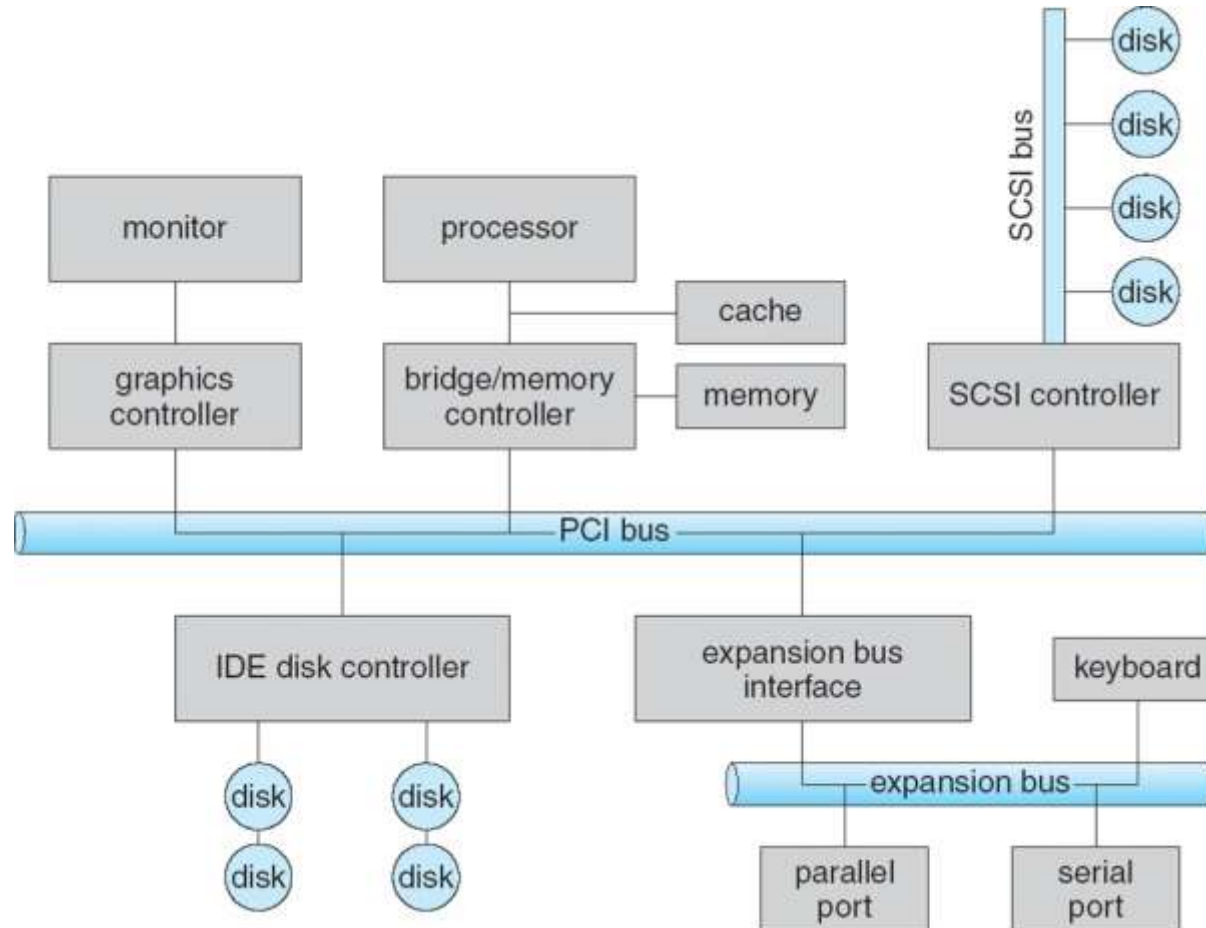 disk
disk
disk
disk
SCSI bus
monitor
processor
cache
graphics
controller
bridge/memory
controller
memory
SCSI controller
PCI bus
IDE disk controller
expansion bus
interface
keyboard
disk
disk
disk
disk
expansion bus
parallel
port
serial
port